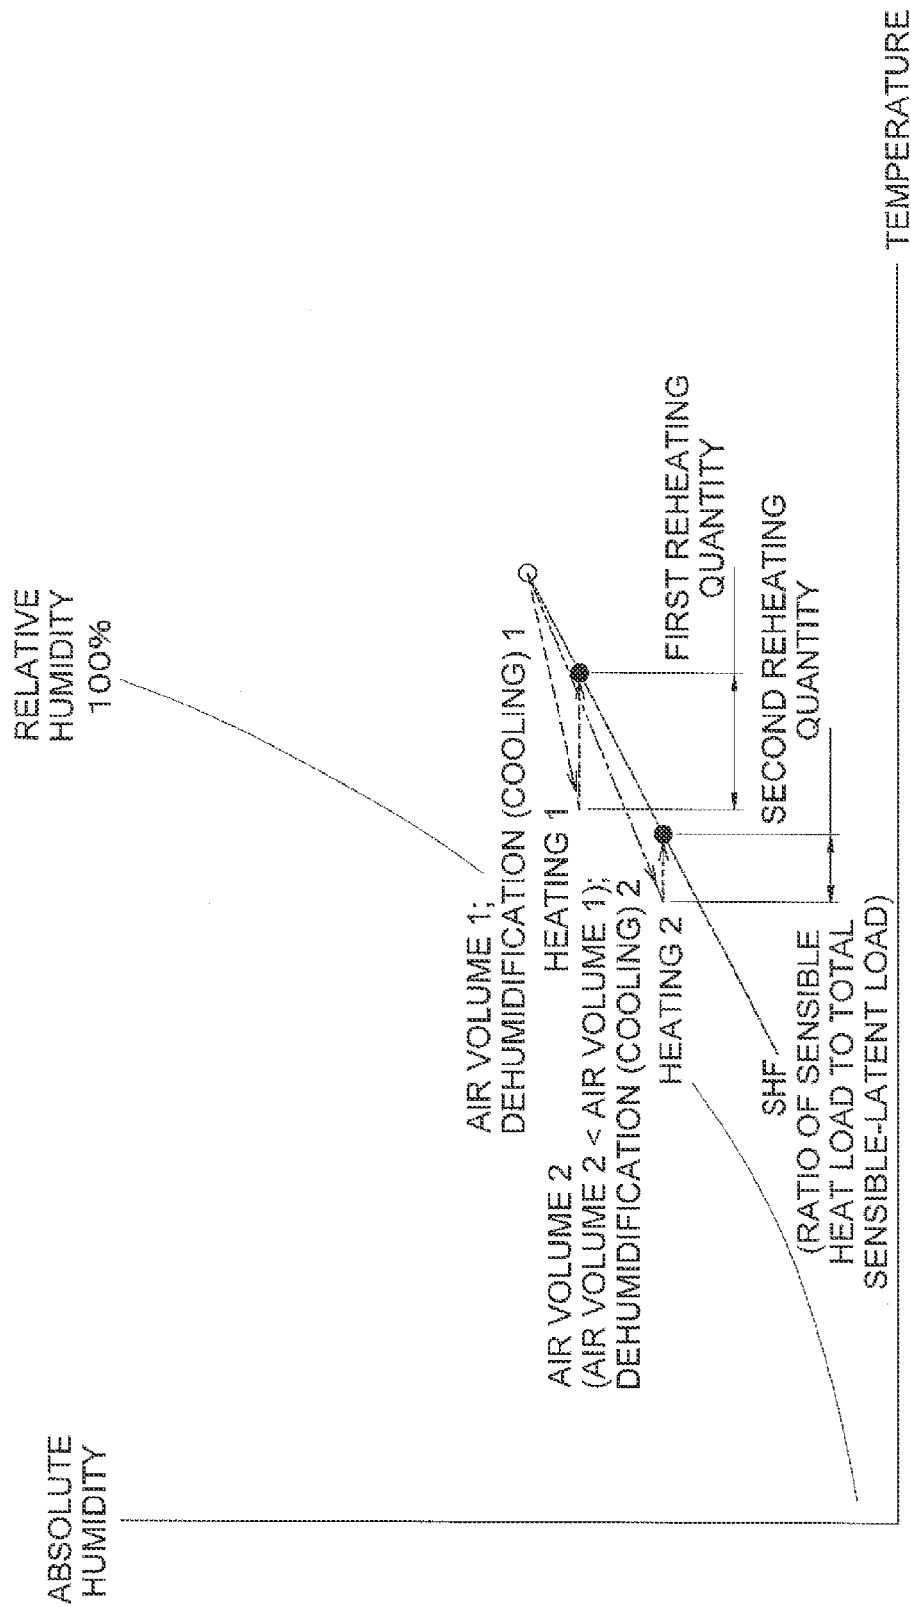 ABSOLUTE
HUMIDITY
RELATIVE
HUMIDITY
100%
AIR VOLUME 1;
DEHUMIDIFICATION (COOLING) 1
HEATING 1
AIR VOLUME 2
(AIR VOLUME 2 < AIR VOLUME 1);
DEHUMIDIFICATION (COOLING) 2
HEATING 2
FIRST REHEATING
QUANTITY
SECOND REHEATING
QUANTITY
SHF
(RATIO OF SENSIBLE
HEAT LOAD TO TOTAL
SENSIBLE-LATENT LOAD)
TEMPERATURE